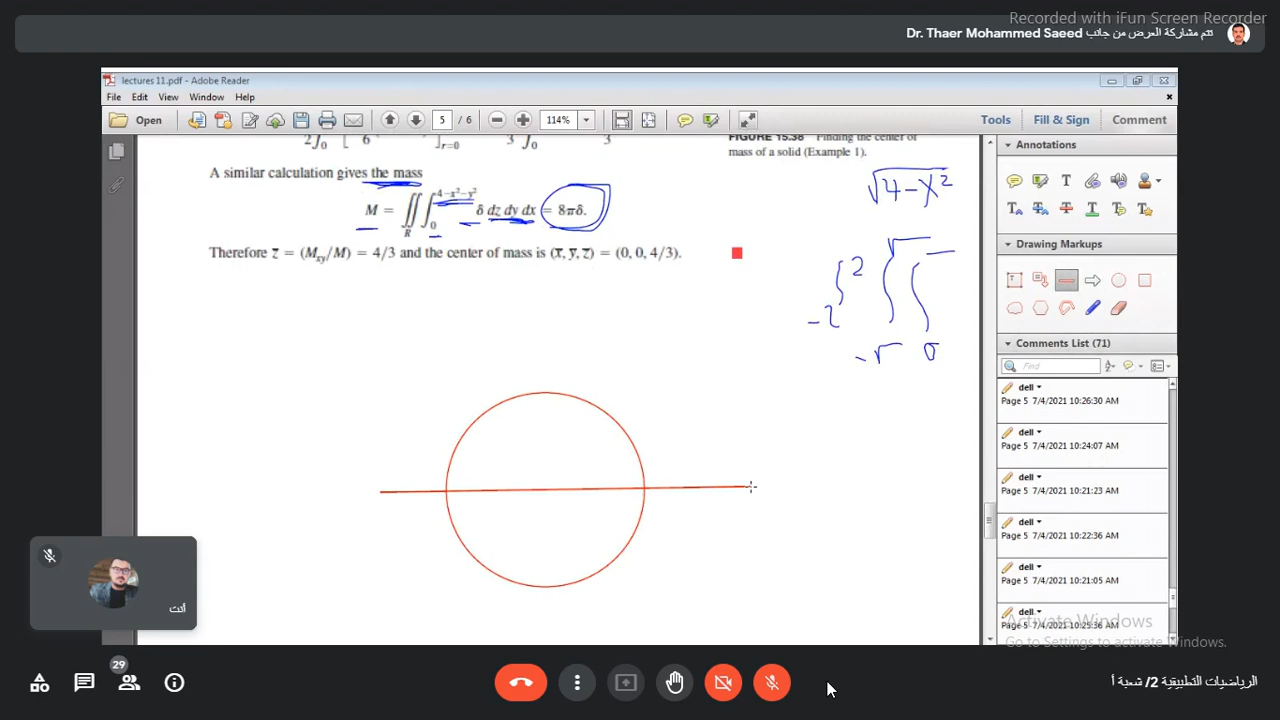 Recorded with iFun Screen Recorder
Dr. Thaer Mohammed Saeed تتم مشاركة العرض من جانب
lectures 11.pdf - Adobe Reader
File Edit View Window Help
Open 5 / 6 114% Tools Fill & Sign Comment
FIGURE 15.38 Finding the center of
mass of a solid (Example 1).
A similar calculation gives the mass
M = ∬_R ∫_0^{4−x²−y²} δ dz dy dx = 8πδ.
Therefore z̄ = (M_xy/M) = 4/3 and the center of mass is (x̄, ȳ, z̄) = (0, 0, 4/3).
√4−X²
∫ 2 ∫ √ ∫
-2 -√ 0
Annotations
Drawing Markups
Comments List (71)
Find
dell
Page 5 7/4/2021 10:26:30 AM
dell
Page 5 7/4/2021 10:24:07 AM
dell
Page 5 7/4/2021 10:21:23 AM
dell
Page 5 7/4/2021 10:22:36 AM
dell
Page 5 7/4/2021 10:21:05 AM
dell
Page 5 7/4/2021 10:25:36 AM
Activate Windows
Go to Settings to activate Windows.
أنت
29
الرياضيات التطبيقية 2/ شعبة أ